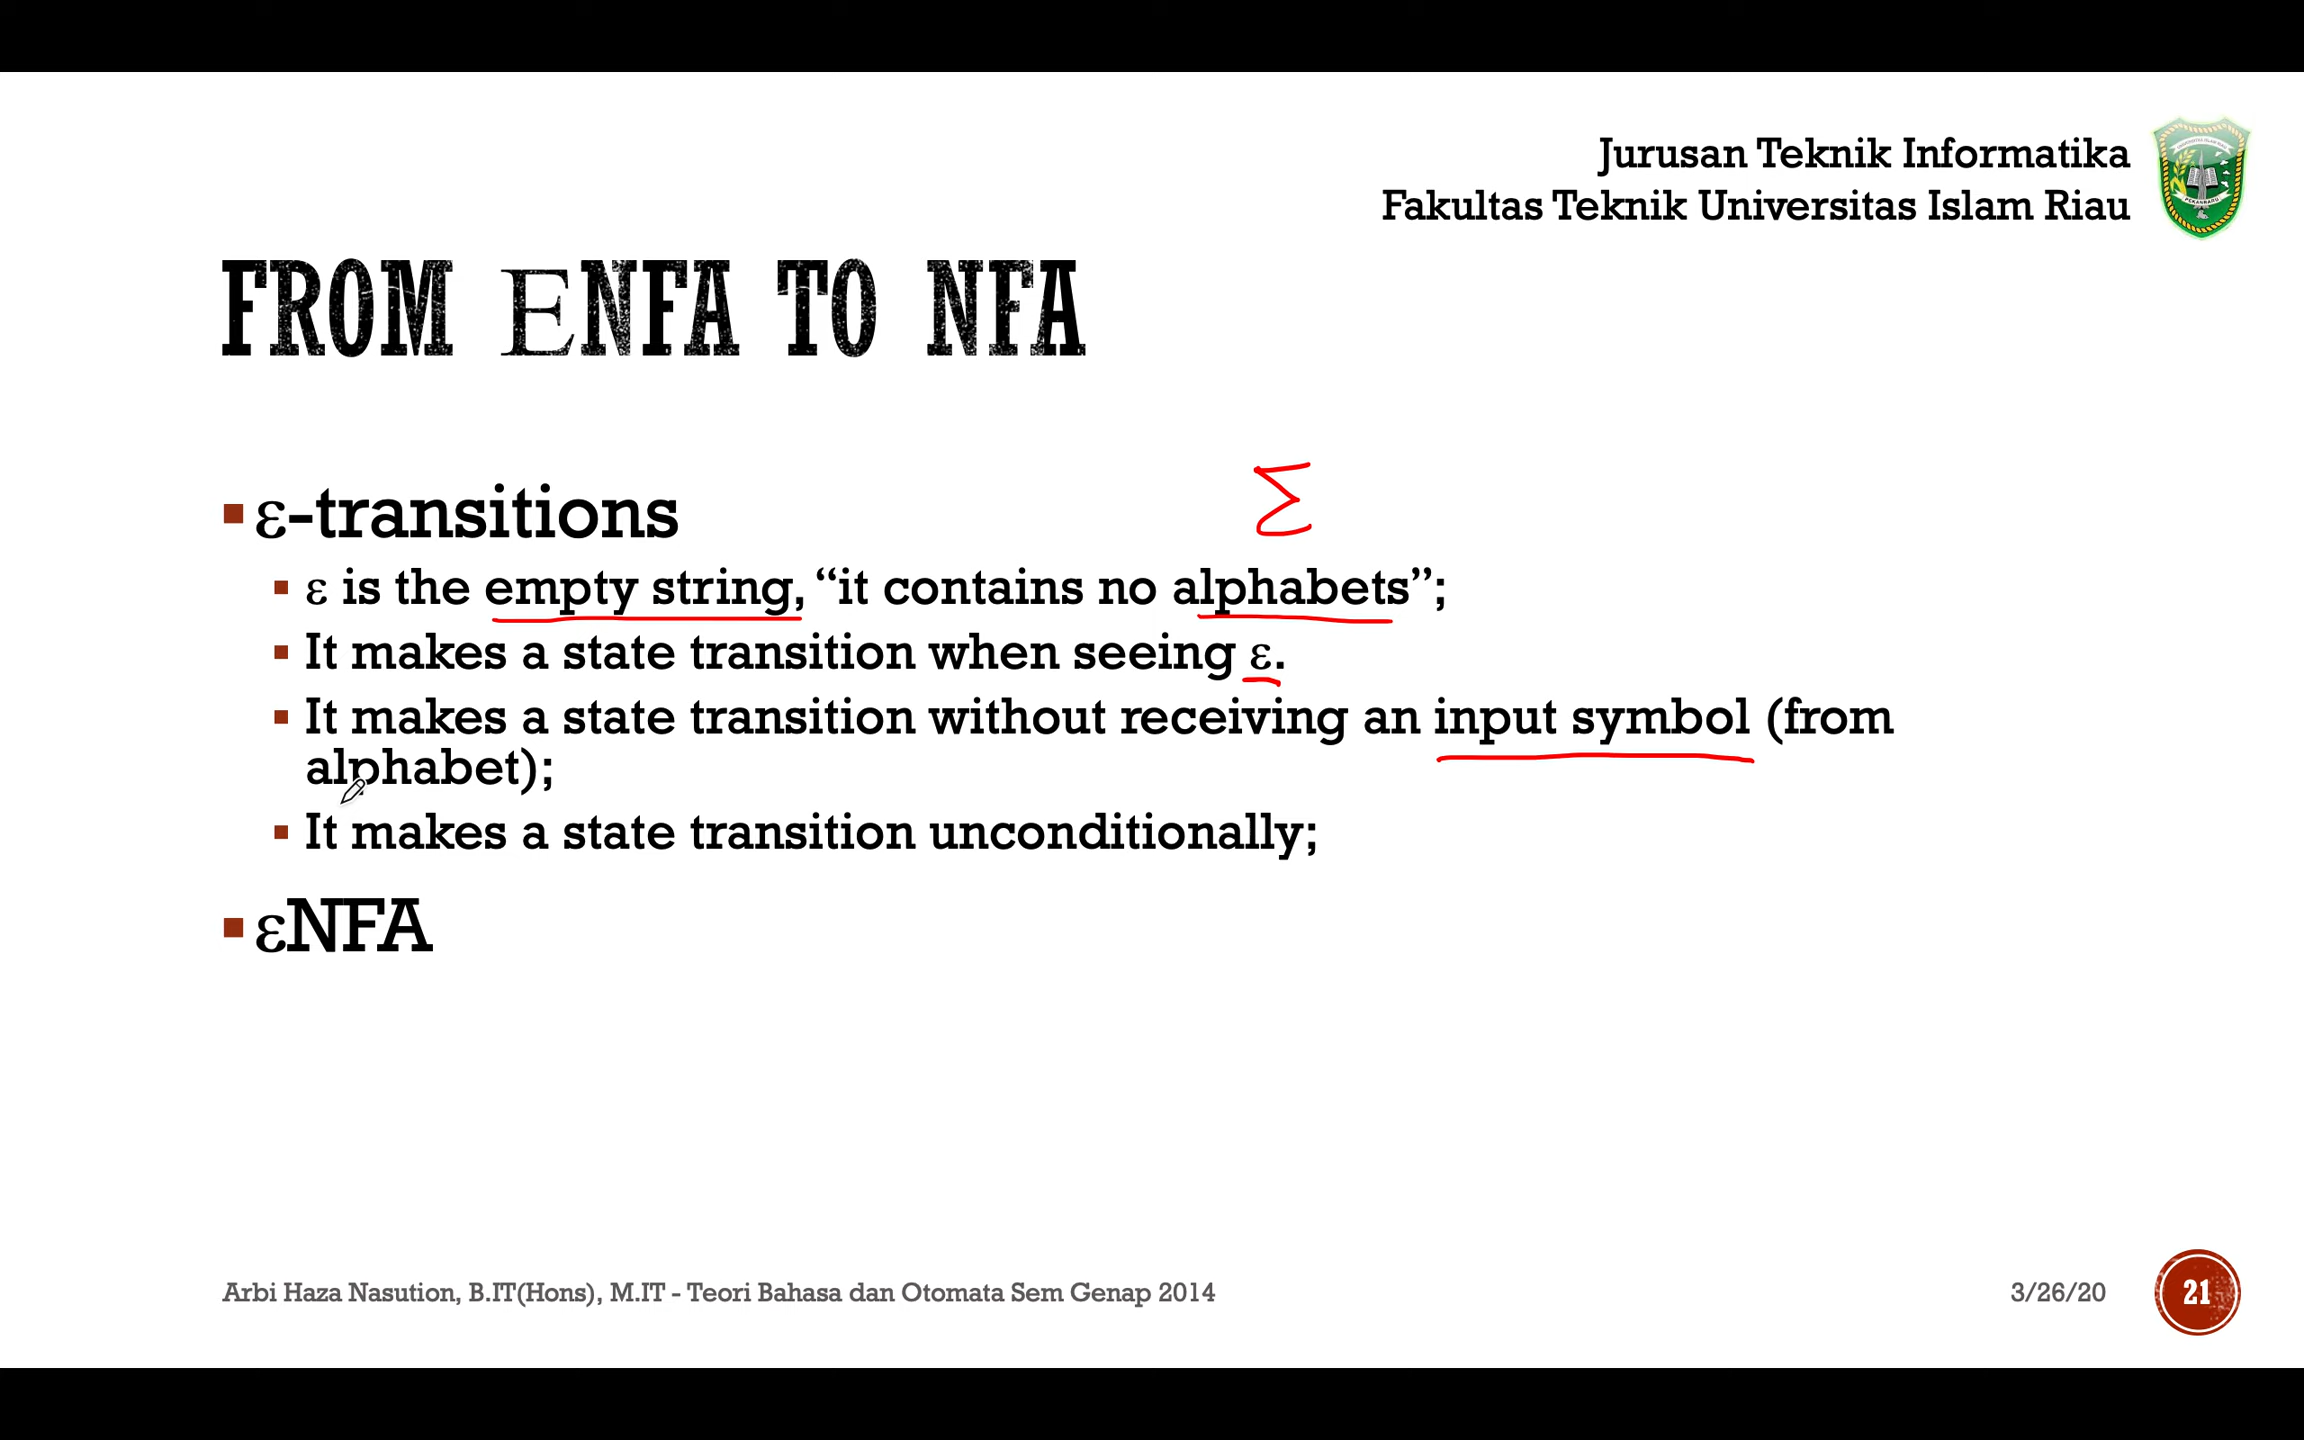 Jurusan Teknik Informatika
Fakultas Teknik Universitas Islam Riau
FROM ENFA TO NFA
Σ
ε-transitions
ε is the empty string, “it contains no alphabets”;
It makes a state transition when seeing ε.
It makes a state transition without receiving an input symbol (from
alphabet);
It makes a state transition unconditionally;
εNFA
Arbi Haza Nasution, B.IT(Hons), M.IT - Teori Bahasa dan Otomata Sem Genap 2014
3/26/20
21